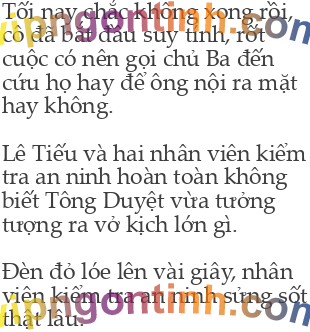 Tối nay chắc không xong rồi,
cô đã bắt đầu suy tính, rốt
cuộc có nên gọi chú Ba đến
cứu họ hay để ông nội ra mặt
hay không.
Lê Tiếu và hai nhân viên kiểm
tra an ninh hoàn toàn không
biết Tông Duyệt vừa tưởng
tượng ra vở kịch lớn gì.
Đèn đỏ lóe lên vài giây, nhân
viên kiểm tra an ninh sửng sốt
thật lâu.